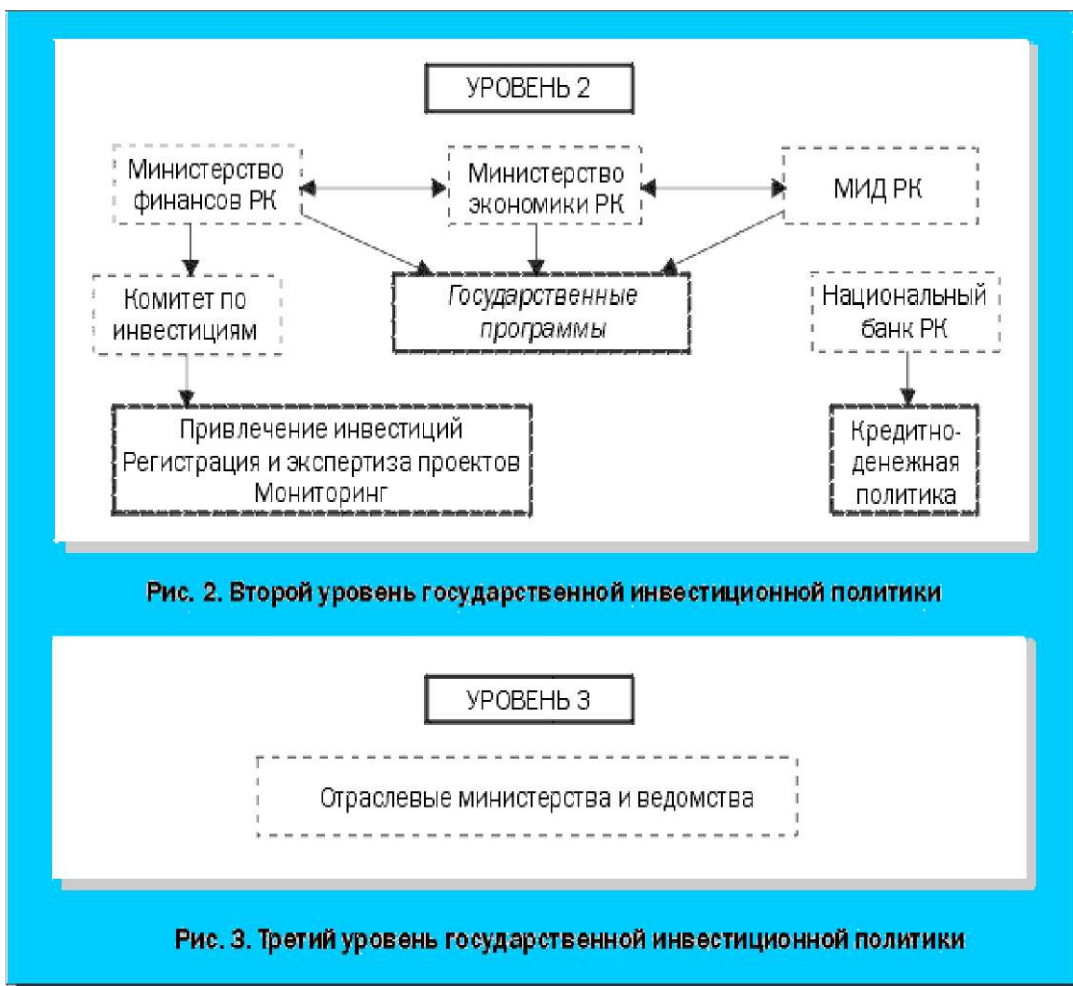 УРОВЕНЬ 2
Министерство
финансов РК
Министерство
экономики РК
МИД РК
Комитет по
инвестициям
Государственные
программы
Национальный
банк РК
Привлечение инвестиций
Регистрация и экспертиза проектов
Мониторинг
Кредитно-
денежная
политика
Рис. 2. Второй уровень государственной инвестиционной политики
УРОВЕНЬ 3
Отраслевые министерства и ведомства
Рис. 3. Третий уровень государственной инвестиционной политики